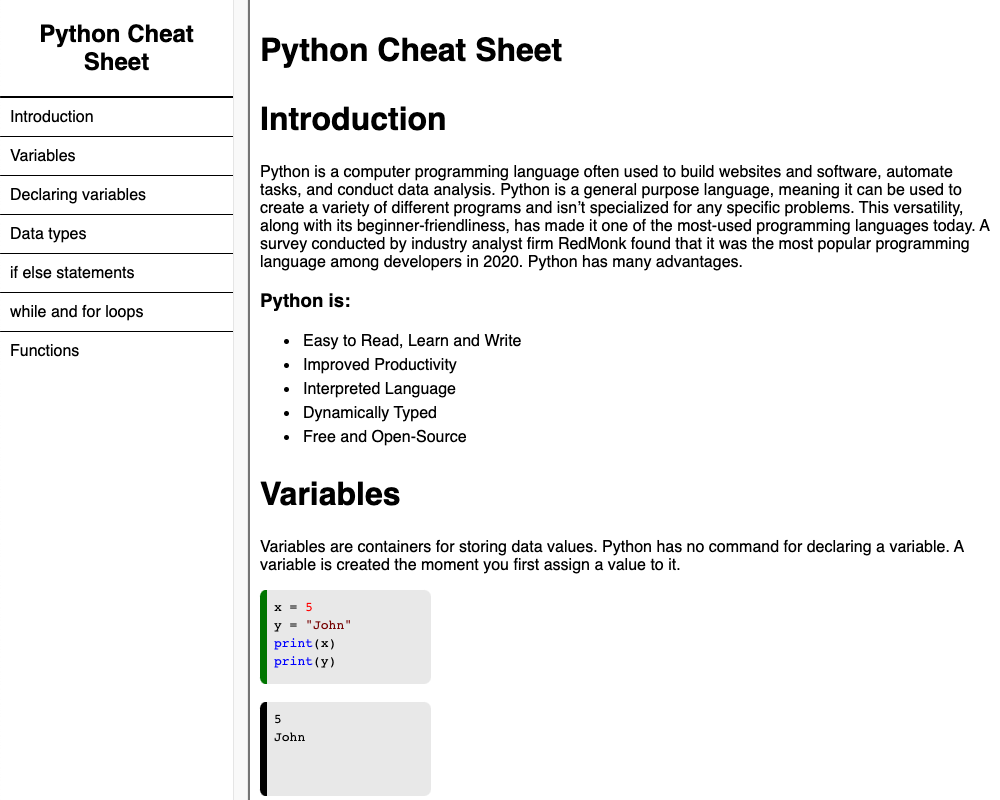 Python Cheat
Sheet
Introduction
Variables
Declaring variables
Data types
if else statements
while and for loops
Functions
Python Cheat Sheet
Introduction
Python is a computer programming language often used to build websites and software, automate
tasks, and conduct data analysis. Python is a general purpose language, meaning it can be used to
create a variety of different programs and isn’t specialized for any specific problems. This versatility,
along with its beginner-friendliness, has made it one of the most-used programming languages today. A
survey conducted by industry analyst firm RedMonk found that it was the most popular programming
language among developers in 2020. Python has many advantages.
Python is:
• Easy to Read, Learn and Write
• Improved Productivity
• Interpreted Language
• Dynamically Typed
• Free and Open-Source
Variables
Variables are containers for storing data values. Python has no command for declaring a variable. A
variable is created the moment you first assign a value to it.
x = 5
y = "John"
print(x)
print(y)
5
John